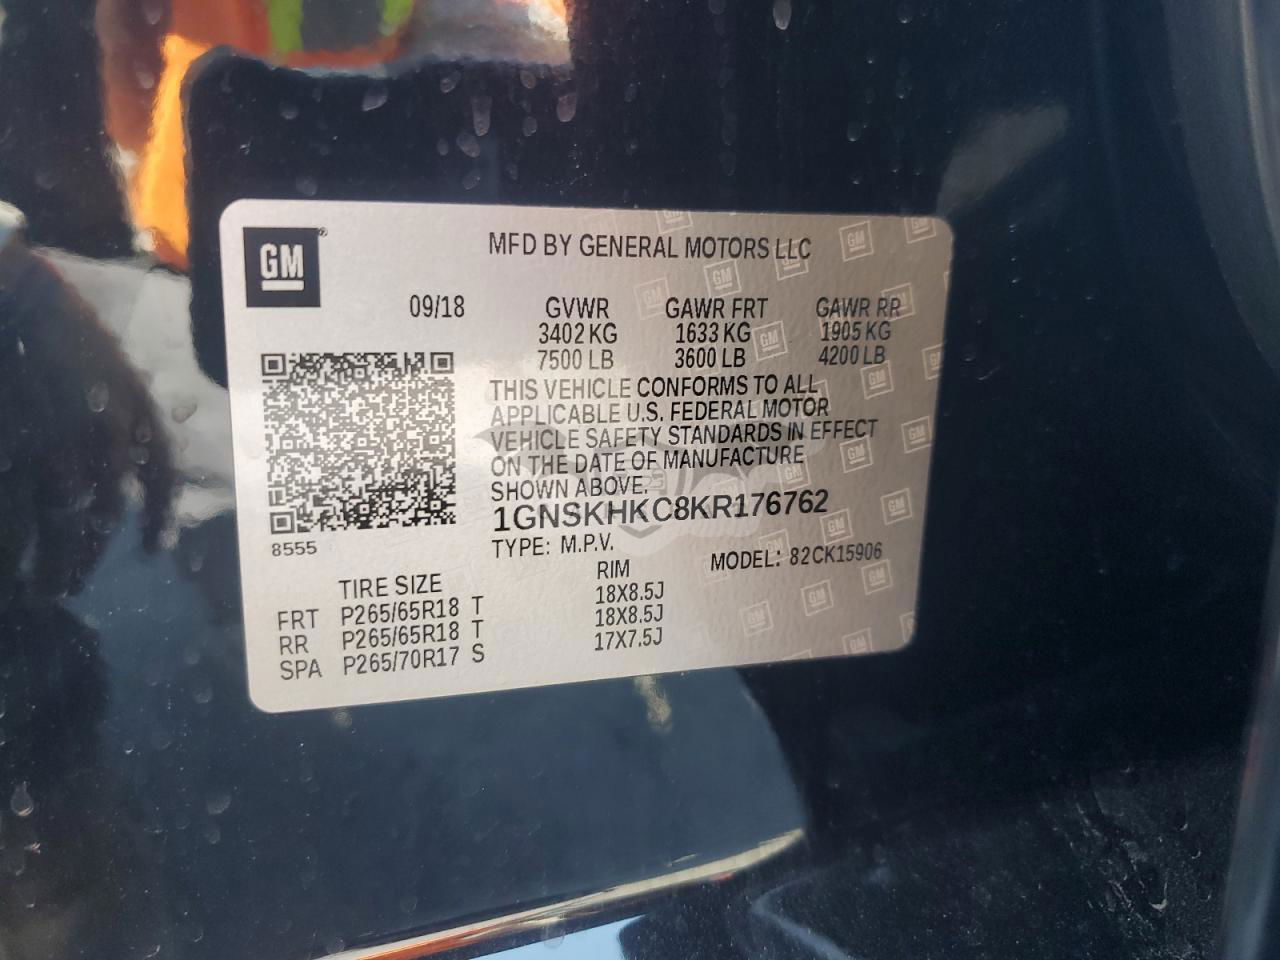 GM
MFD BY GENERAL MOTORS LLC
09/18 GVWR GAWR FRT GAWR RR
3402 KG 1633 KG 1905 KG
7500 LB 3600 LB 4200 LB
THIS VEHICLE CONFORMS TO ALL
APPLICABLE U.S. FEDERAL MOTOR
VEHICLE SAFETY STANDARDS IN EFFECT
ON THE DATE OF MANUFACTURE
SHOWN ABOVE.
1GNSKHKC8KR176762
8555
TYPE: M.P.V. MODEL: 82CK15906
TIRE SIZE RIM
FRT P265/65R18 T 18X8.5J
RR P265/65R18 T 18X8.5J
SPA P265/70R17 S 17X7.5J